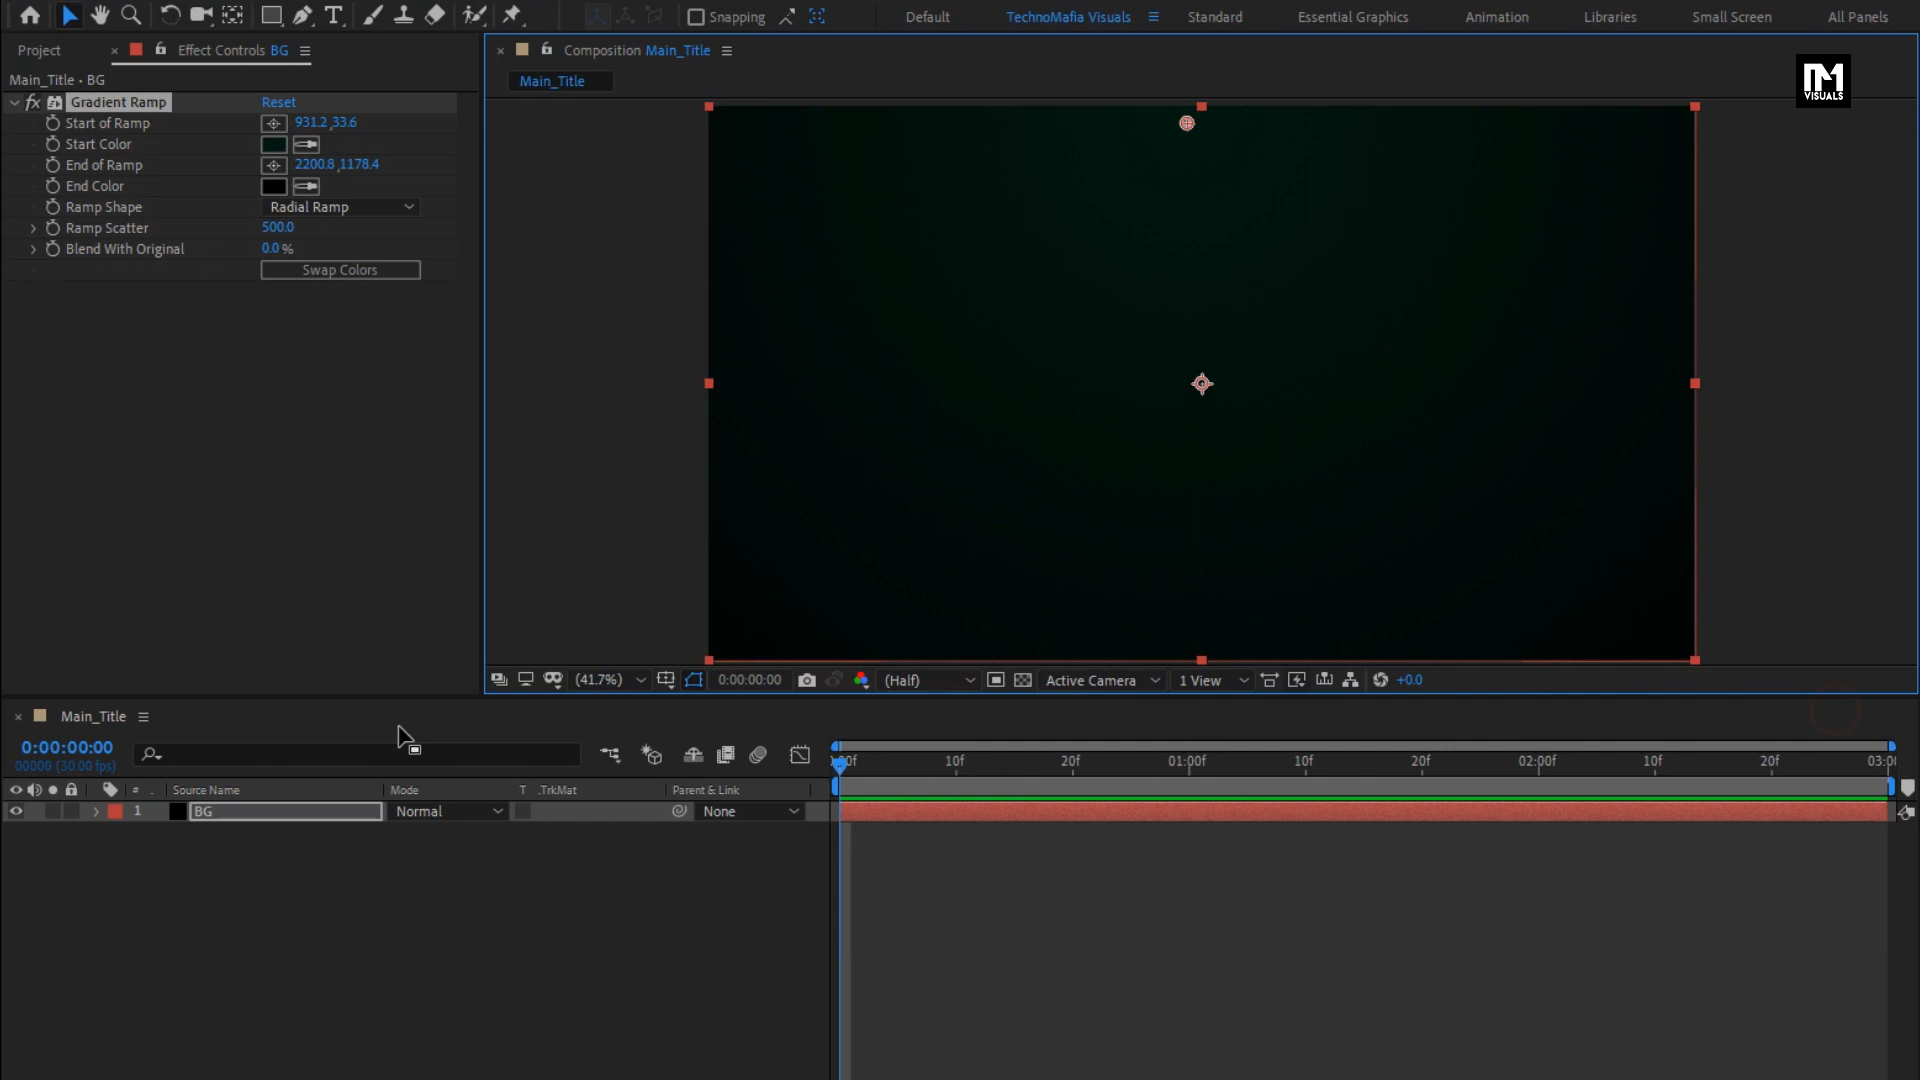 Snapping
Default
TechnoMafia Visuals
Standard
Essential Graphics
Animation
Libraries
Small Screen
All Panels
Project
Effect Controls BG
Composition Main_Title
Main_Title • BG
Main_Title
VISUALS
fx Gradient Ramp Reset
Start of Ramp 931.2,33.6
Start Color
End of Ramp 2200.8,1178.4
End Color
Ramp Shape Radial Ramp
Ramp Scatter 500.0
Blend With Original 0.0 %
Swap Colors
(41.7%) 0:00:00:00 (Half) Active Camera 1 View +0.0
Main_Title
0:00:00:00
00000 (30.00 fps)
10f 20f 01:00f 10f 20f 02:00f 10f 20f
# Source Name Mode T .TrkMat Parent & Link
1 BG Normal None